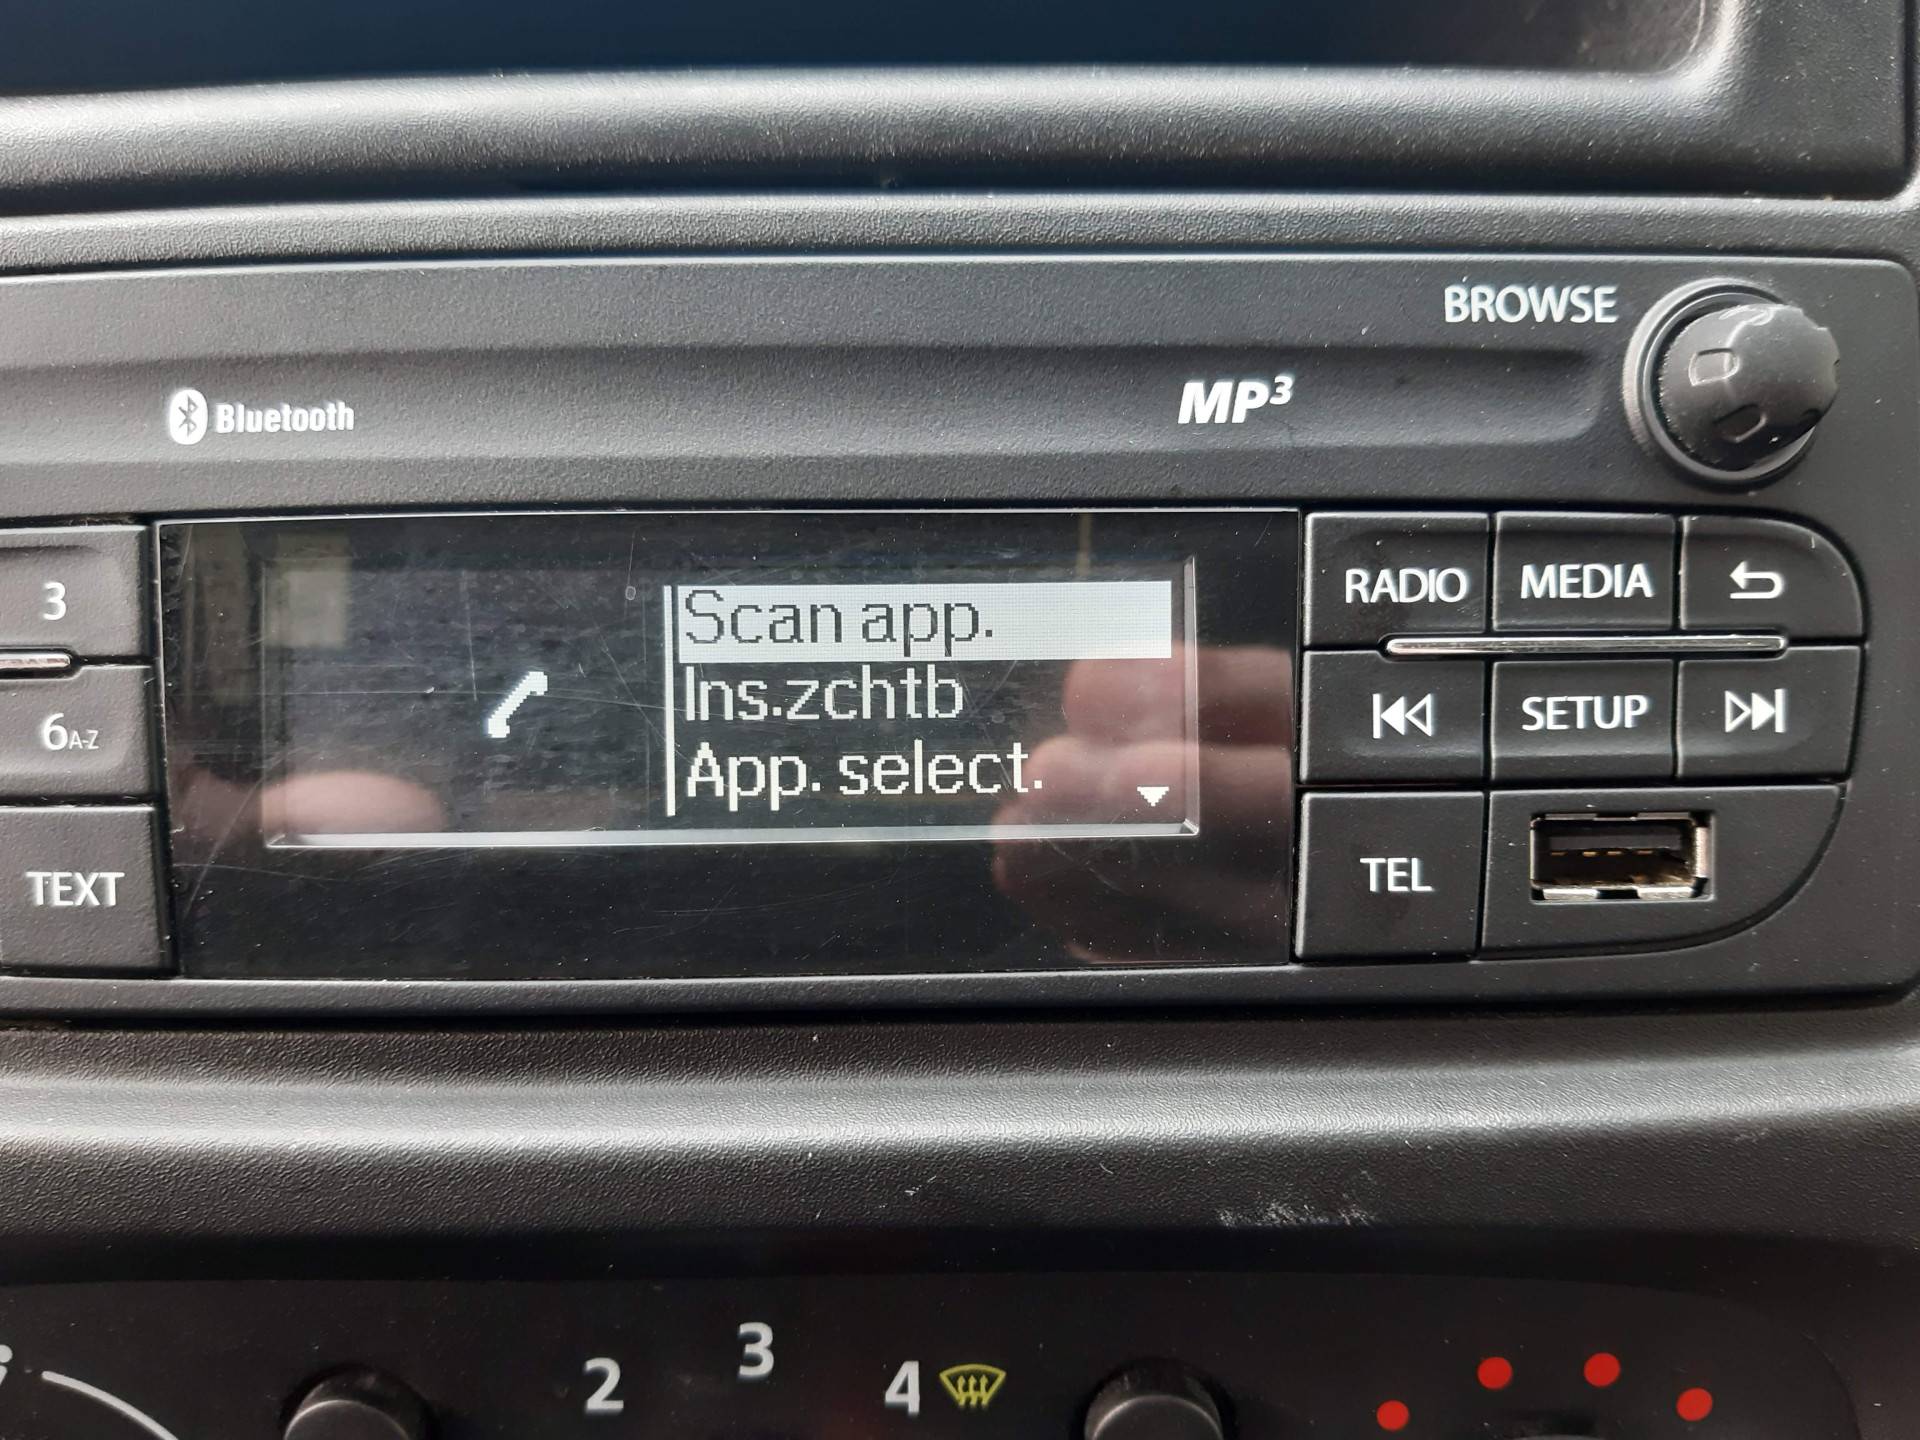 BROWSE
Bluetooth
MP3
3
Scan app.
RADIO
MEDIA
6A-Z
Ins.zchtb
SETUP
App. select.
TEXT
TEL
2
3
4